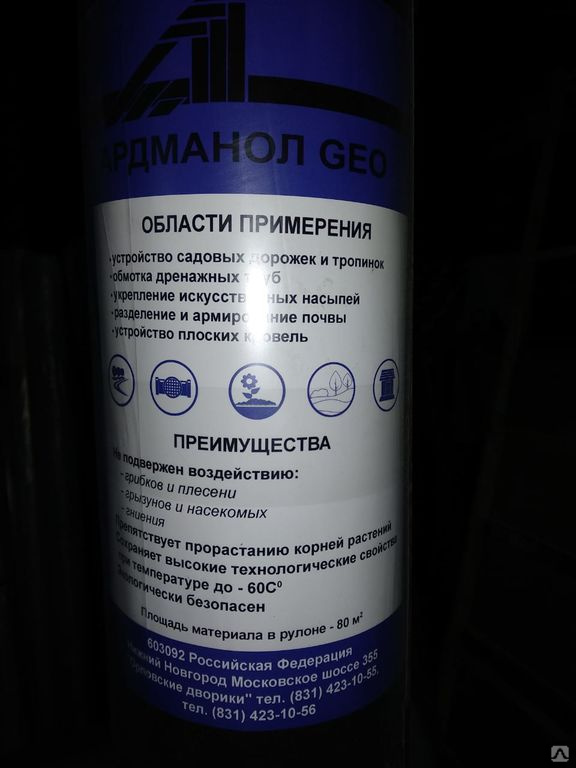 АРДМАНОЛ GEO
ОБЛАСТИ ПРИМЕРЕНИЯ
-устройство садовых дорожек и тропинок
-обмотка дренажных труб
-укрепление искусственных насыпей
-разделение и армирование почвы
-устройство плоских кровель
ПРЕИМУЩЕСТВА
Не подвержен воздействию:
- грибков и плесени
- грызунов и насекомых
- гниения
Препятствует прорастанию корней растений
Сохраняет высокие технологические свойства
при температуре до - 60С⁰
Экологически безопасен
Площадь материала в рулоне - 80 м²
603092 Российская Федерация
Нижний Новгород Московское шоссе 355
"Орловские дворики" тел. (831) 423-10-55,
тел. (831) 423-10-56